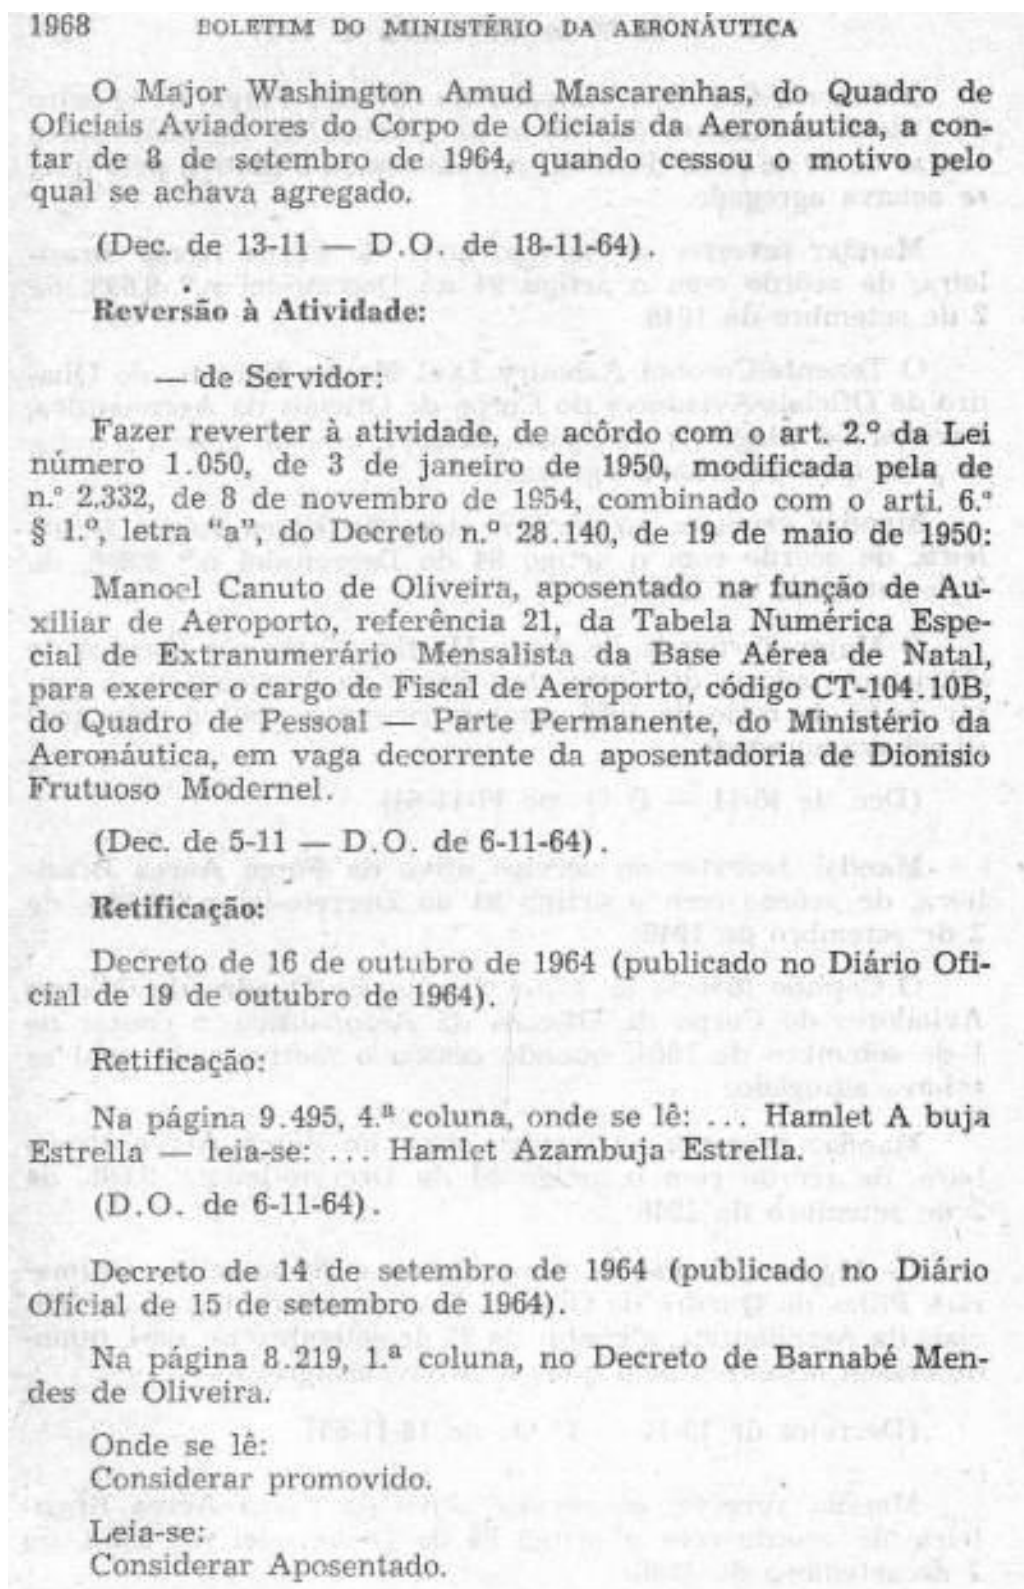 1968 BOLETIM DO MINISTÉRIO DA AERONÁUTICA
O Major Washington Amud Mascarenhas, do Quadro de
Oficiais Aviadores do Corpo de Oficiais da Aeronáutica, a con-
tar de 8 de setembro de 1964, quando cessou o motivo pelo
qual se achava agregado.
(Dec. de 13-11 — D.O. de 18-11-64).
Reversão à Atividade:
— de Servidor:
Fazer reverter à atividade, de acôrdo com o art. 2.º da Lei
número 1.050, de 3 de janeiro de 1950, modificada pela de
n.º 2.332, de 8 de novembro de 1954, combinado com o arti. 6.º
§ 1.º, letra "a", do Decreto n.º 28.140, de 19 de maio de 1950:
Manoel Canuto de Oliveira, aposentado na função de Au-
xiliar de Aeroporto, referência 21, da Tabela Numérica Espe-
cial de Extranumerário Mensalista da Base Aérea de Natal,
para exercer o cargo de Fiscal de Aeroporto, código CT-104.10B,
do Quadro de Pessoal — Parte Permanente, do Ministério da
Aeronáutica, em vaga decorrente da aposentadoria de Dionisio
Frutuoso Modernel.
(Dec. de 5-11 — D.O. de 6-11-64).
Retificação:
Decreto de 16 de outubro de 1964 (publicado no Diário Ofi-
cial de 19 de outubro de 1964).
Retificação:
Na página 9.495, 4.ª coluna, onde se lê: ... Hamlet A buja
Estrella — leia-se: ... Hamlet Azambuja Estrella.
(D.O. de 6-11-64).
Decreto de 14 de setembro de 1964 (publicado no Diário
Oficial de 15 de setembro de 1964).
Na página 8.219, 1.ª coluna, no Decreto de Barnabé Men-
des de Oliveira.
Onde se lê:
Considerar promovido.
Leia-se:
Considerar Aposentado.